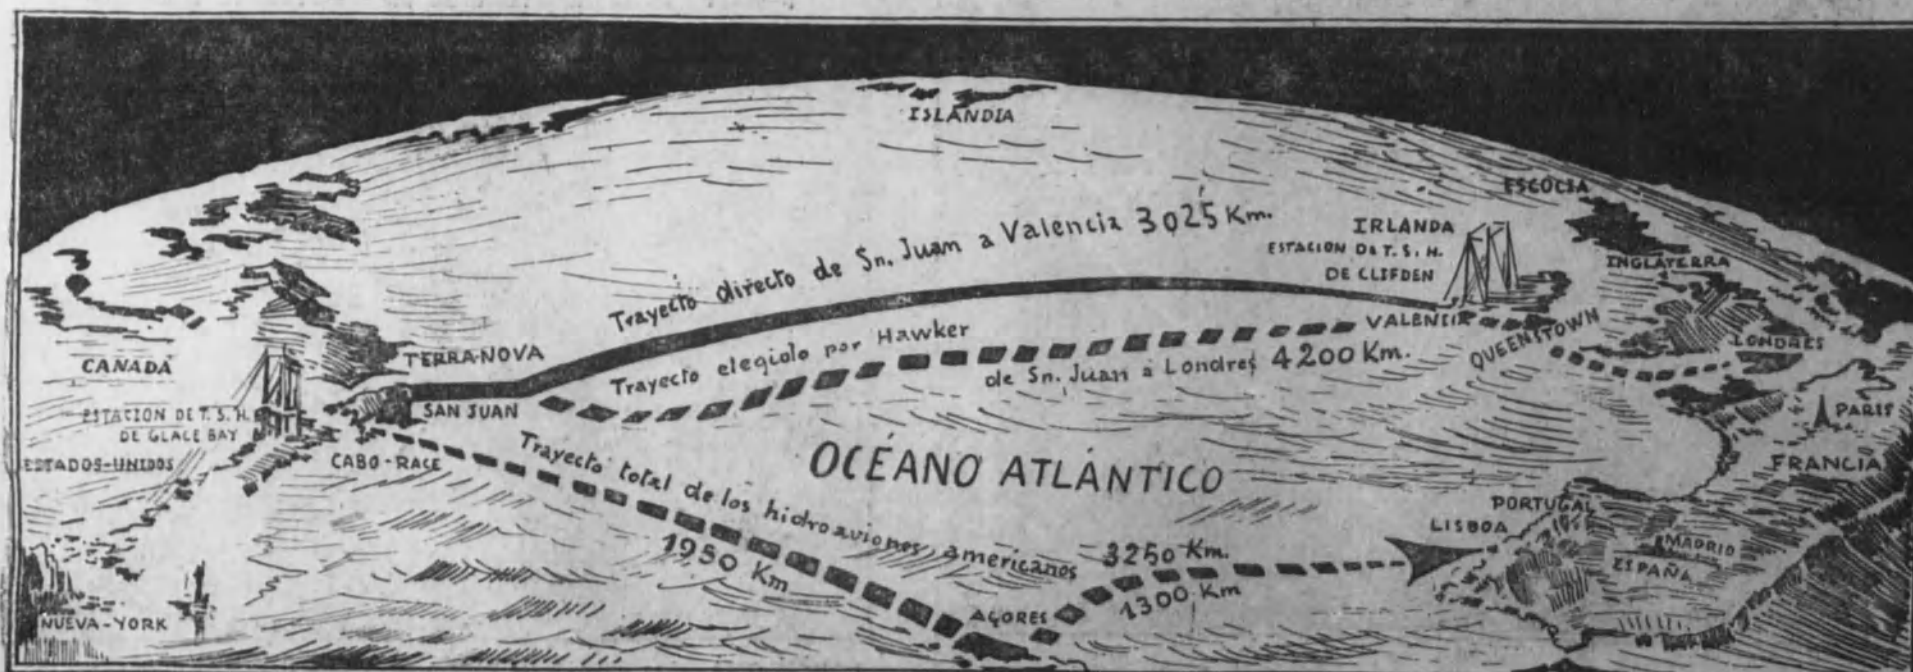 ISLANDIA
ESCOCIA
Trayecto directo de Sn. Juan a Valencia 3025 Km.
IRLANDA
ESTACION DE T. S. H.
DE CLIFDEN
INGLATERRA
CANADÁ
TERRANOVA
Trayecto elegido por Hawker
de Sn. Juan a Londres 4200 Km.
VALENCIA
QUEENSTOWN
LONDRES
ESTACION DE T. S. H.
DE GLACE BAY
SAN JUAN
PARIS
ESTADOS-UNIDOS
CABO-RACE
OCÉANO ATLÁNTICO
FRANCIA
Trayecto total de los hidroaviones americanos 3250 Km.
1950 Km
1300 Km
PORTUGAL
LISBOA
MADRID
ESPAÑA
AÇORES
NUEVA-YORK